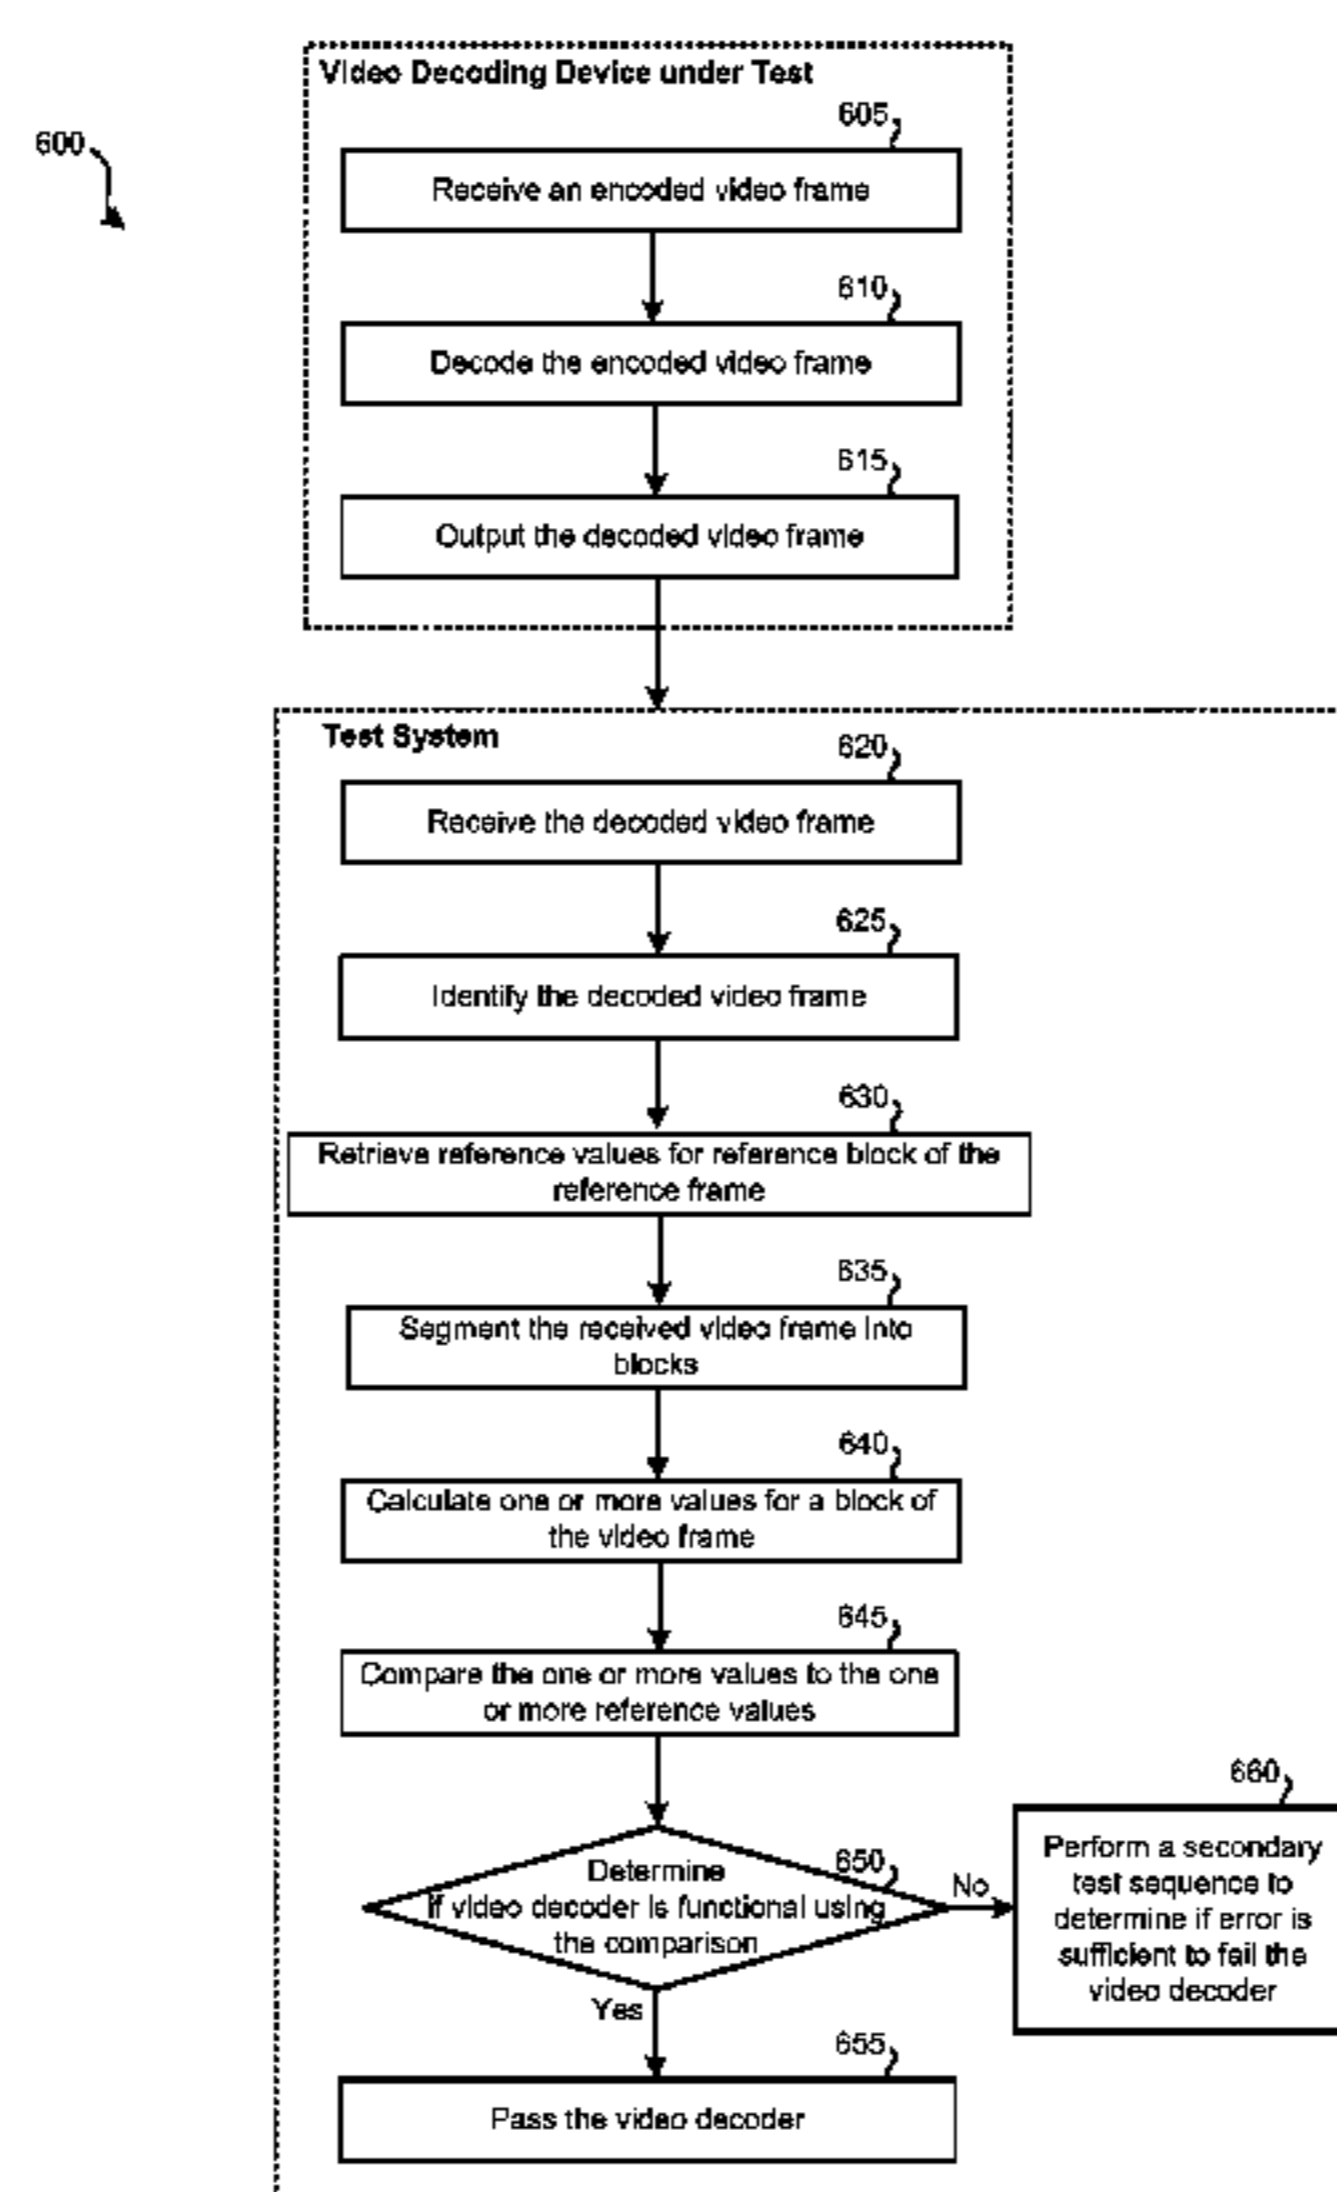 Video Decoding Device under Test
600
605
Receive an encoded video frame
610
Decode the encoded video frame
615
Output the decoded video frame
Test System
620
Receive the decoded video frame
625
Identify the decoded video frame
630
Retrieve reference values for reference block of the
reference frame
635
Segment the received video frame into
blocks
640
Calculate one or more values for a block of
the video frame
645
Compare the one or more values to the one
or more reference values
650
Determine
if video decoder is functional using
the comparison
No
660
Perform a secondary
test sequence to
determine if error is
sufficient to fail the
video decoder
Yes
655
Pass the video decoder